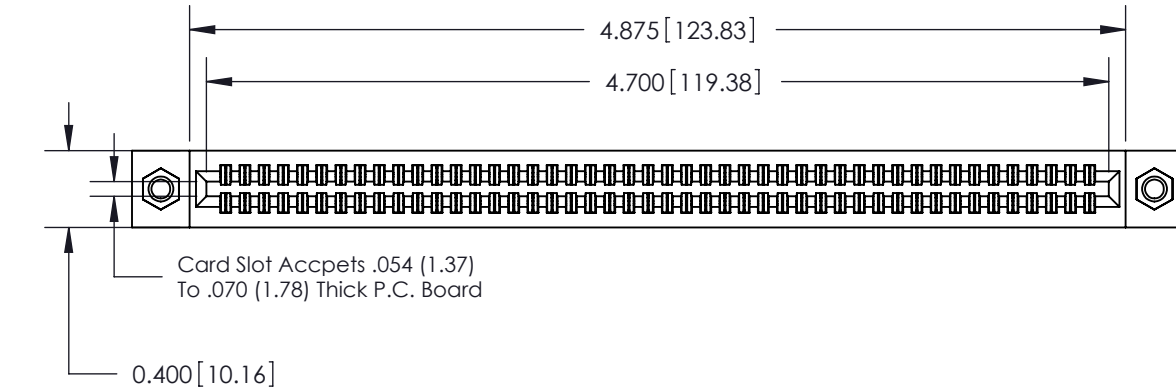 4.875[123.83]
4.700[119.38]
Card Slot Accpets .054 (1.37)
To .070 (1.78) Thick P.C. Board
0.400[10.16]